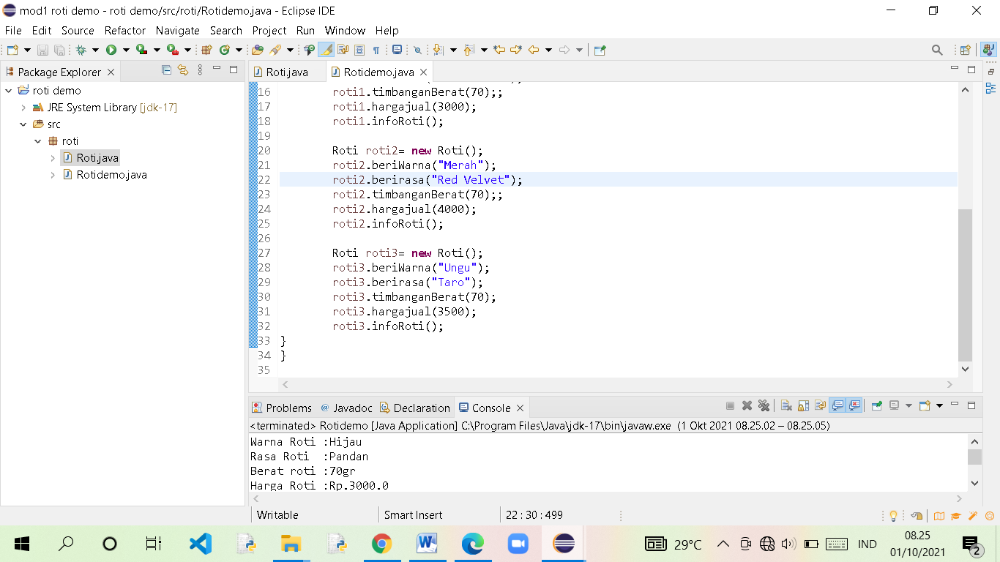 mod1 roti demo - roti demo/src/roti/Rotidemo.java - Eclipse IDE
File Edit Source Refactor Navigate Search Project Run Window Help
Package Explorer
roti demo
JRE System Library [jdk-17]
src
roti
Roti.java
Rotidemo.java
Roti.java Rotidemo.java
16 roti1.timbanganBerat(70);;
17 roti1.hargajual(3000);
18 roti1.infoRoti();
19
20 Roti roti2= new Roti();
21 roti2.beriWarna("Merah");
22 roti2.berirasa("Red Velvet");
23 roti2.timbanganBerat(70);;
24 roti2.hargajual(4000);
25 roti2.infoRoti();
26
27 Roti roti3= new Roti();
28 roti3.beriWarna("Ungu");
29 roti3.berirasa("Taro");
30 roti3.timbanganBerat(70);
31 roti3.hargajual(3500);
32 roti3.infoRoti();
33 }
34 }
35
Problems @ Javadoc Declaration Console
<terminated> Rotidemo [Java Application] C:\Program Files\Java\jdk-17\bin\javaw.exe (1 Okt 2021 08.25.02 – 08.25.05)
Warna Roti :Hijau
Rasa Roti  :Pandan
Berat roti :70gr
Harga Roti :Rp.3000.0
Writable Smart Insert 22 : 30 : 499
29°C IND 08.25
01/10/2021
2